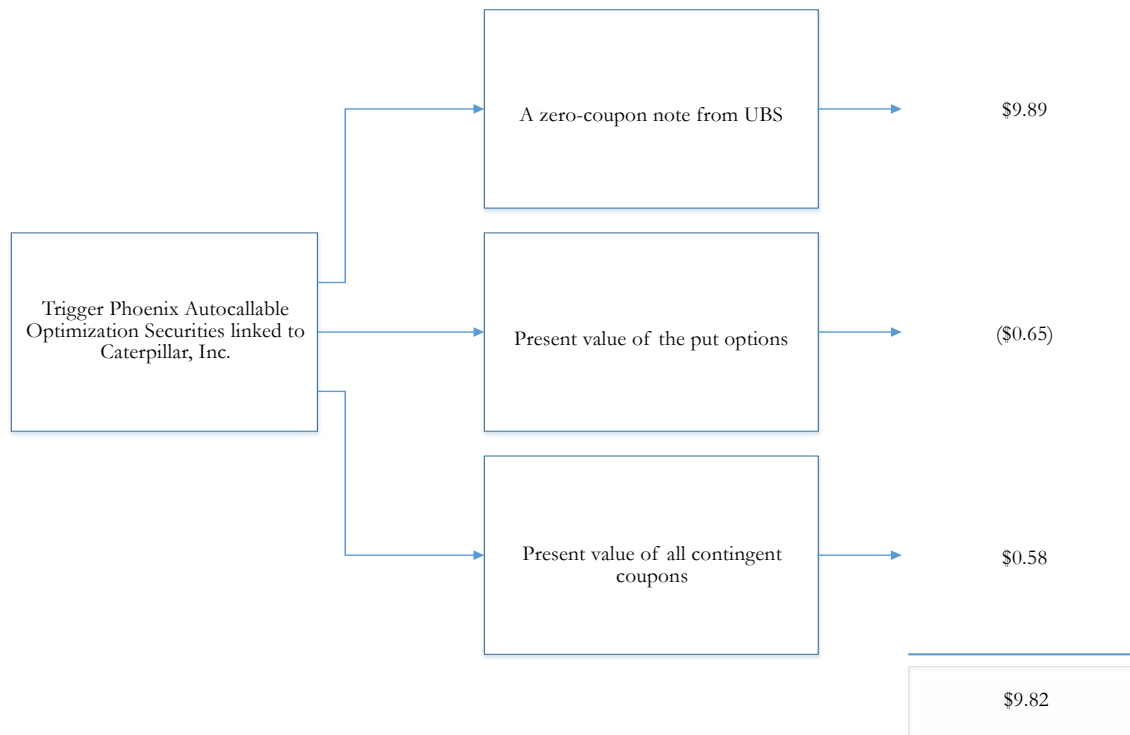 A zero-coupon note from UBS
$9.89
Trigger Phoenix Autocallable
Optimization Securities linked to
Caterpillar, Inc.
Present value of the put options
($0.65)
Present value of all contingent
coupons
$0.58
$9.82